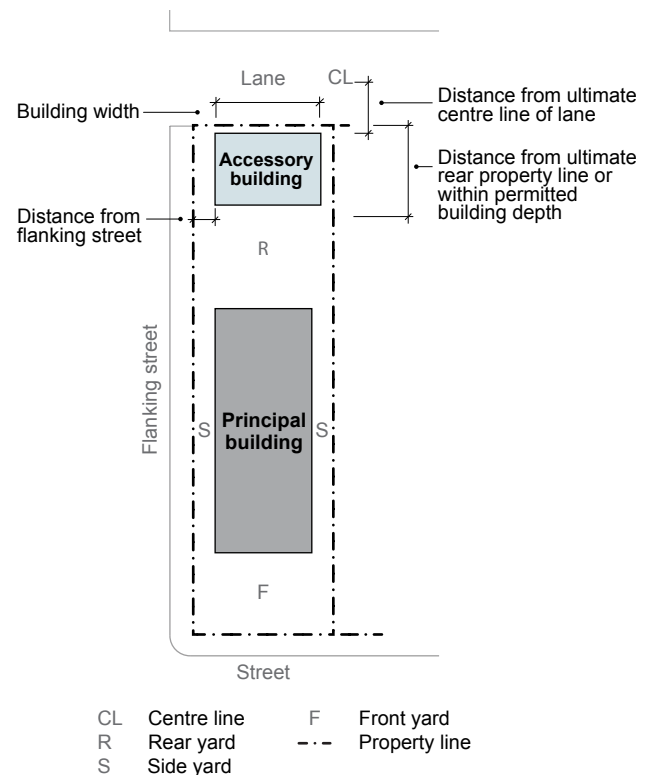 Lane
CL
Building width
Distance from ultimate
centre line of lane
Accessory
building
Distance from ultimate
rear property line or
within permitted
building depth
Distance from
flanking street
R
Flanking street
S
Principal
building
S
F
Street
CL Centre line
F Front yard
R Rear yard
Property line
S Side yard